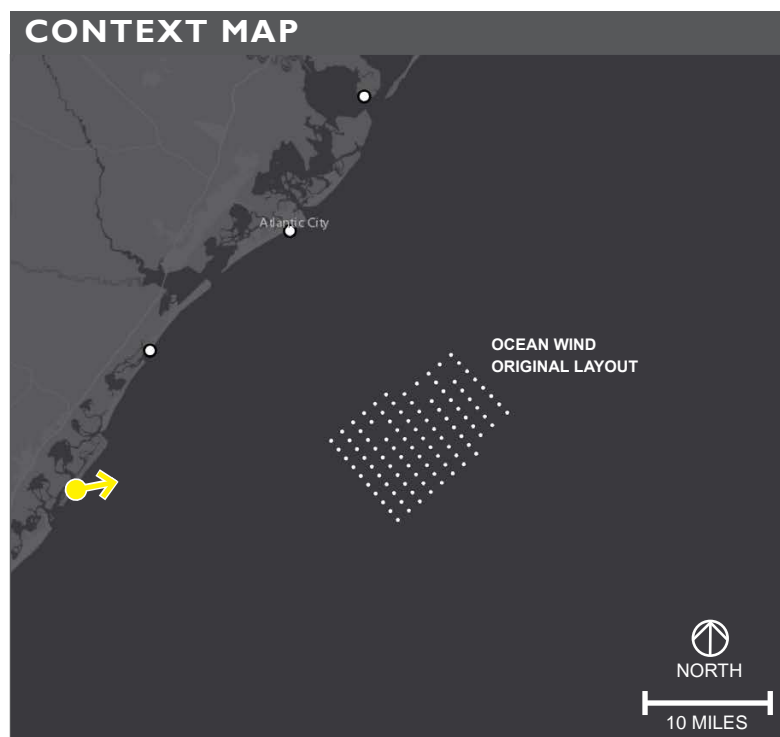 CONTEXT MAP
Atlantic City
OCEAN WIND
ORIGINAL LAYOUT
NORTH
10 MILES